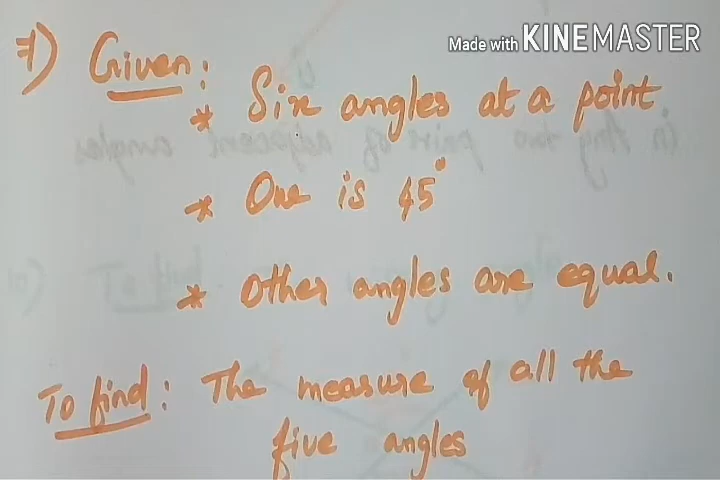 Made with KINEMASTER
7) Given:
* Six angles at a point
* One is 45°
* Other angles are equal.
To find: The measure of all the
five angles